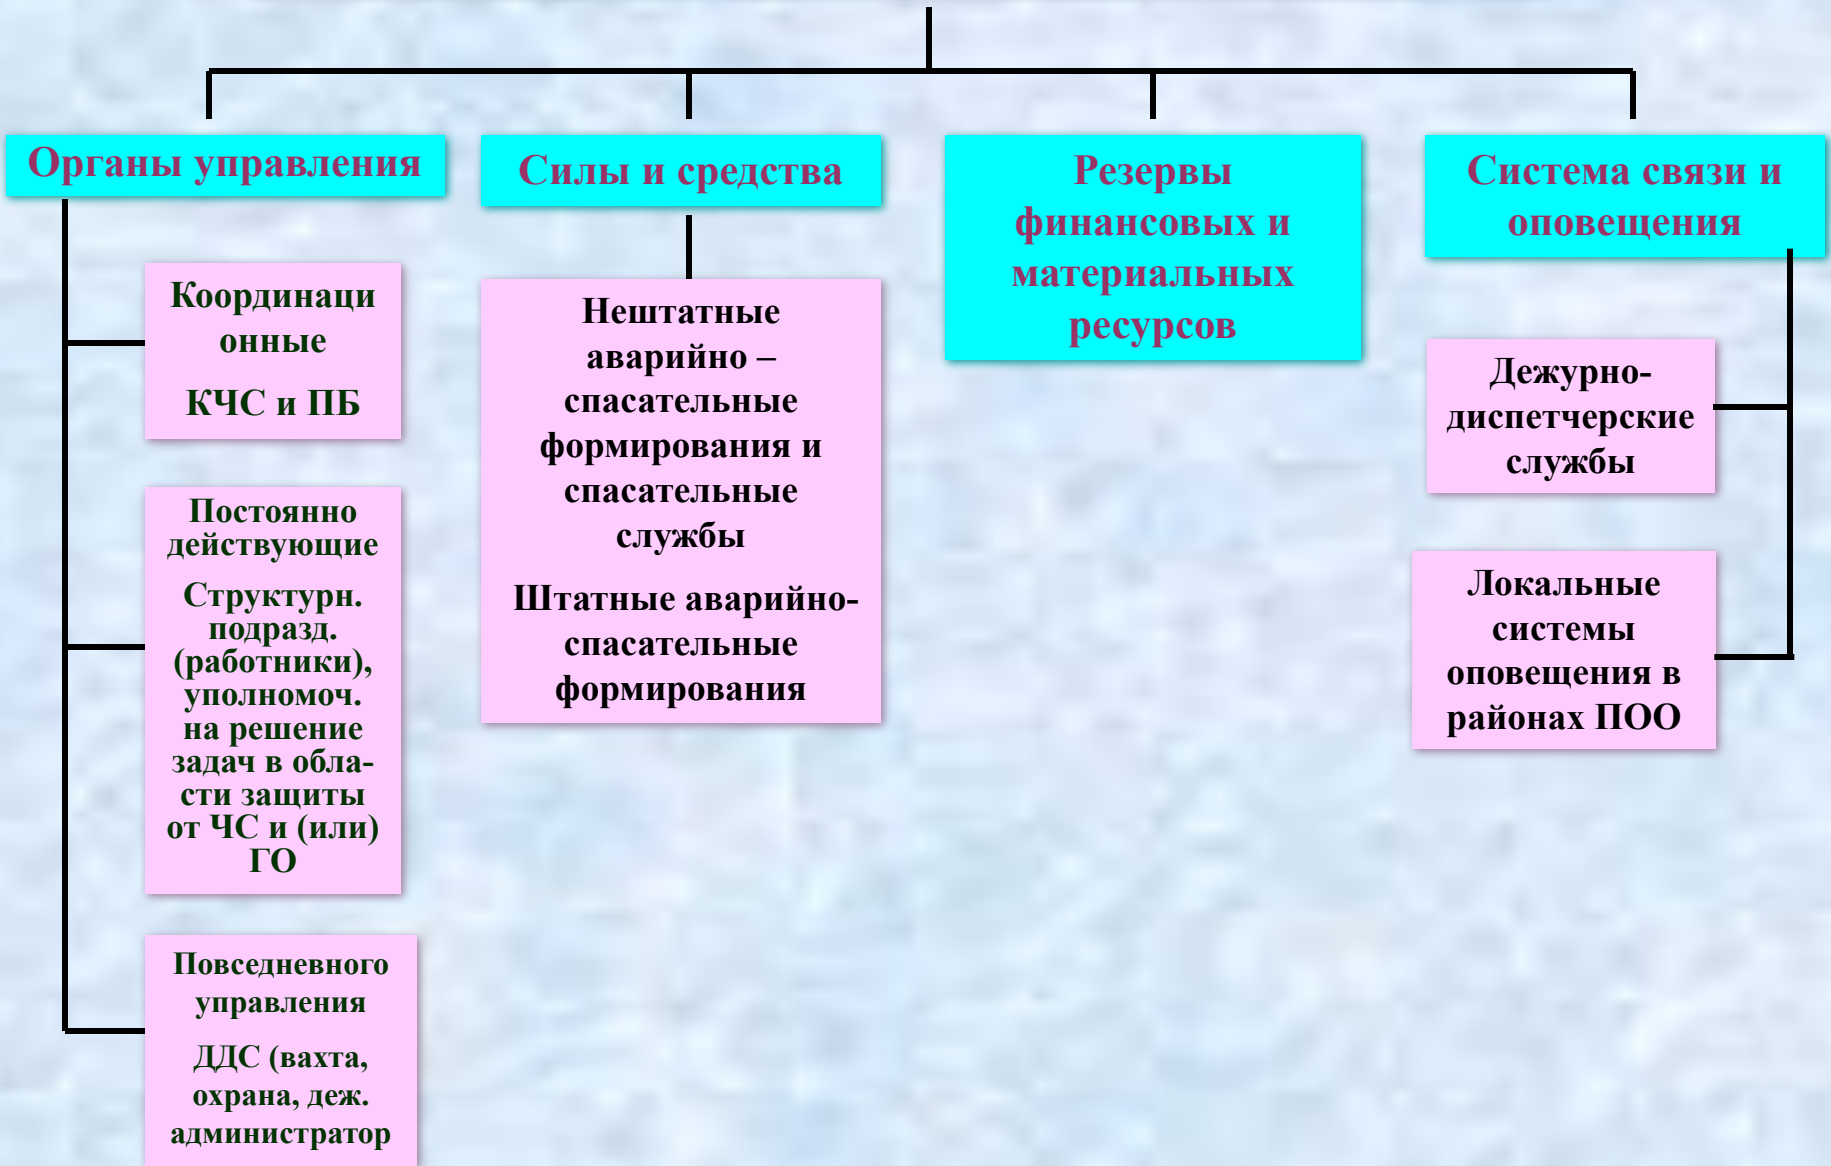 Органы управления
Координаци
онные
КЧС и ПБ
Постоянно
действующие
Структурн.
подразд.
(работники),
уполномоч.
на решение
задач в обла-
сти защиты
от ЧС и (или)
ГО
Повседневного
управления
ДДС (вахта,
охрана, деж.
администратор
Силы и средства
Нештатные
аварийно –
спасательные
формирования и
спасательные
службы
Штатные аварийно-
спасательные
формирования
Резервы
финансовых и
материальных
ресурсов
Система связи и
оповещения
Дежурно-
диспетчерские
службы
Локальные
системы
оповещения в
районах ПОО